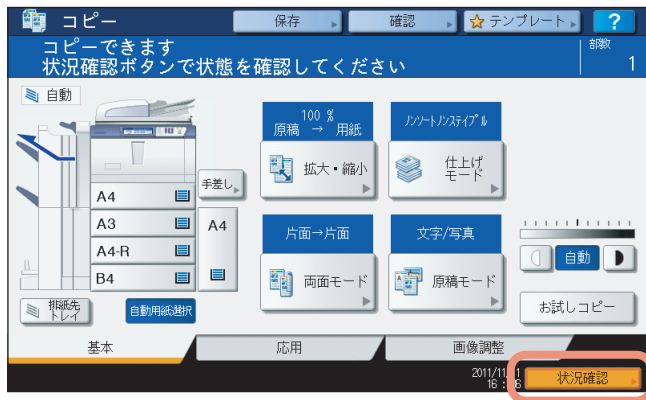 コピー
保存
確認
テンプレート
?
コピーできます
状況確認ボタンで状態を確認してください
部数
1
自動
100 %
原稿 → 用紙
ノンソートノンステイプル
拡大・縮小
仕上げ
モード
手差し
A4
A3
A4-R
B4
A4
片面→片面
文字/写真
両面モード
原稿モード
自動
排紙先
トレイ
自動用紙選択
お試しコピー
基本
応用
画像調整
2011/11
16 :
状況確認